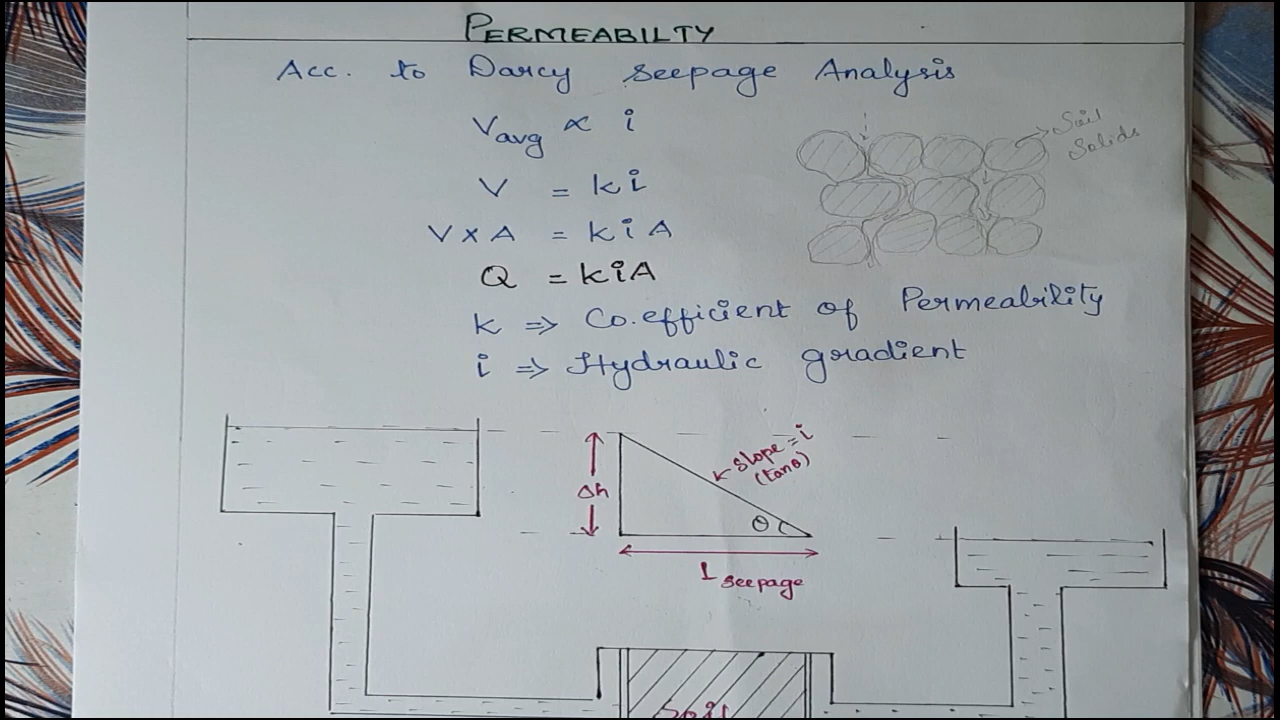 PERMEABILTY
Acc. to Darcy seepage Analysis
Vavg ∝ i
V = ki
V x A = kiA
Q = kiA
k => Co.efficient of Permeability
i => Hydraulic gradient
Soil
Solids
slope = i
(tanθ)
Δh
θ
L seepage
Soil